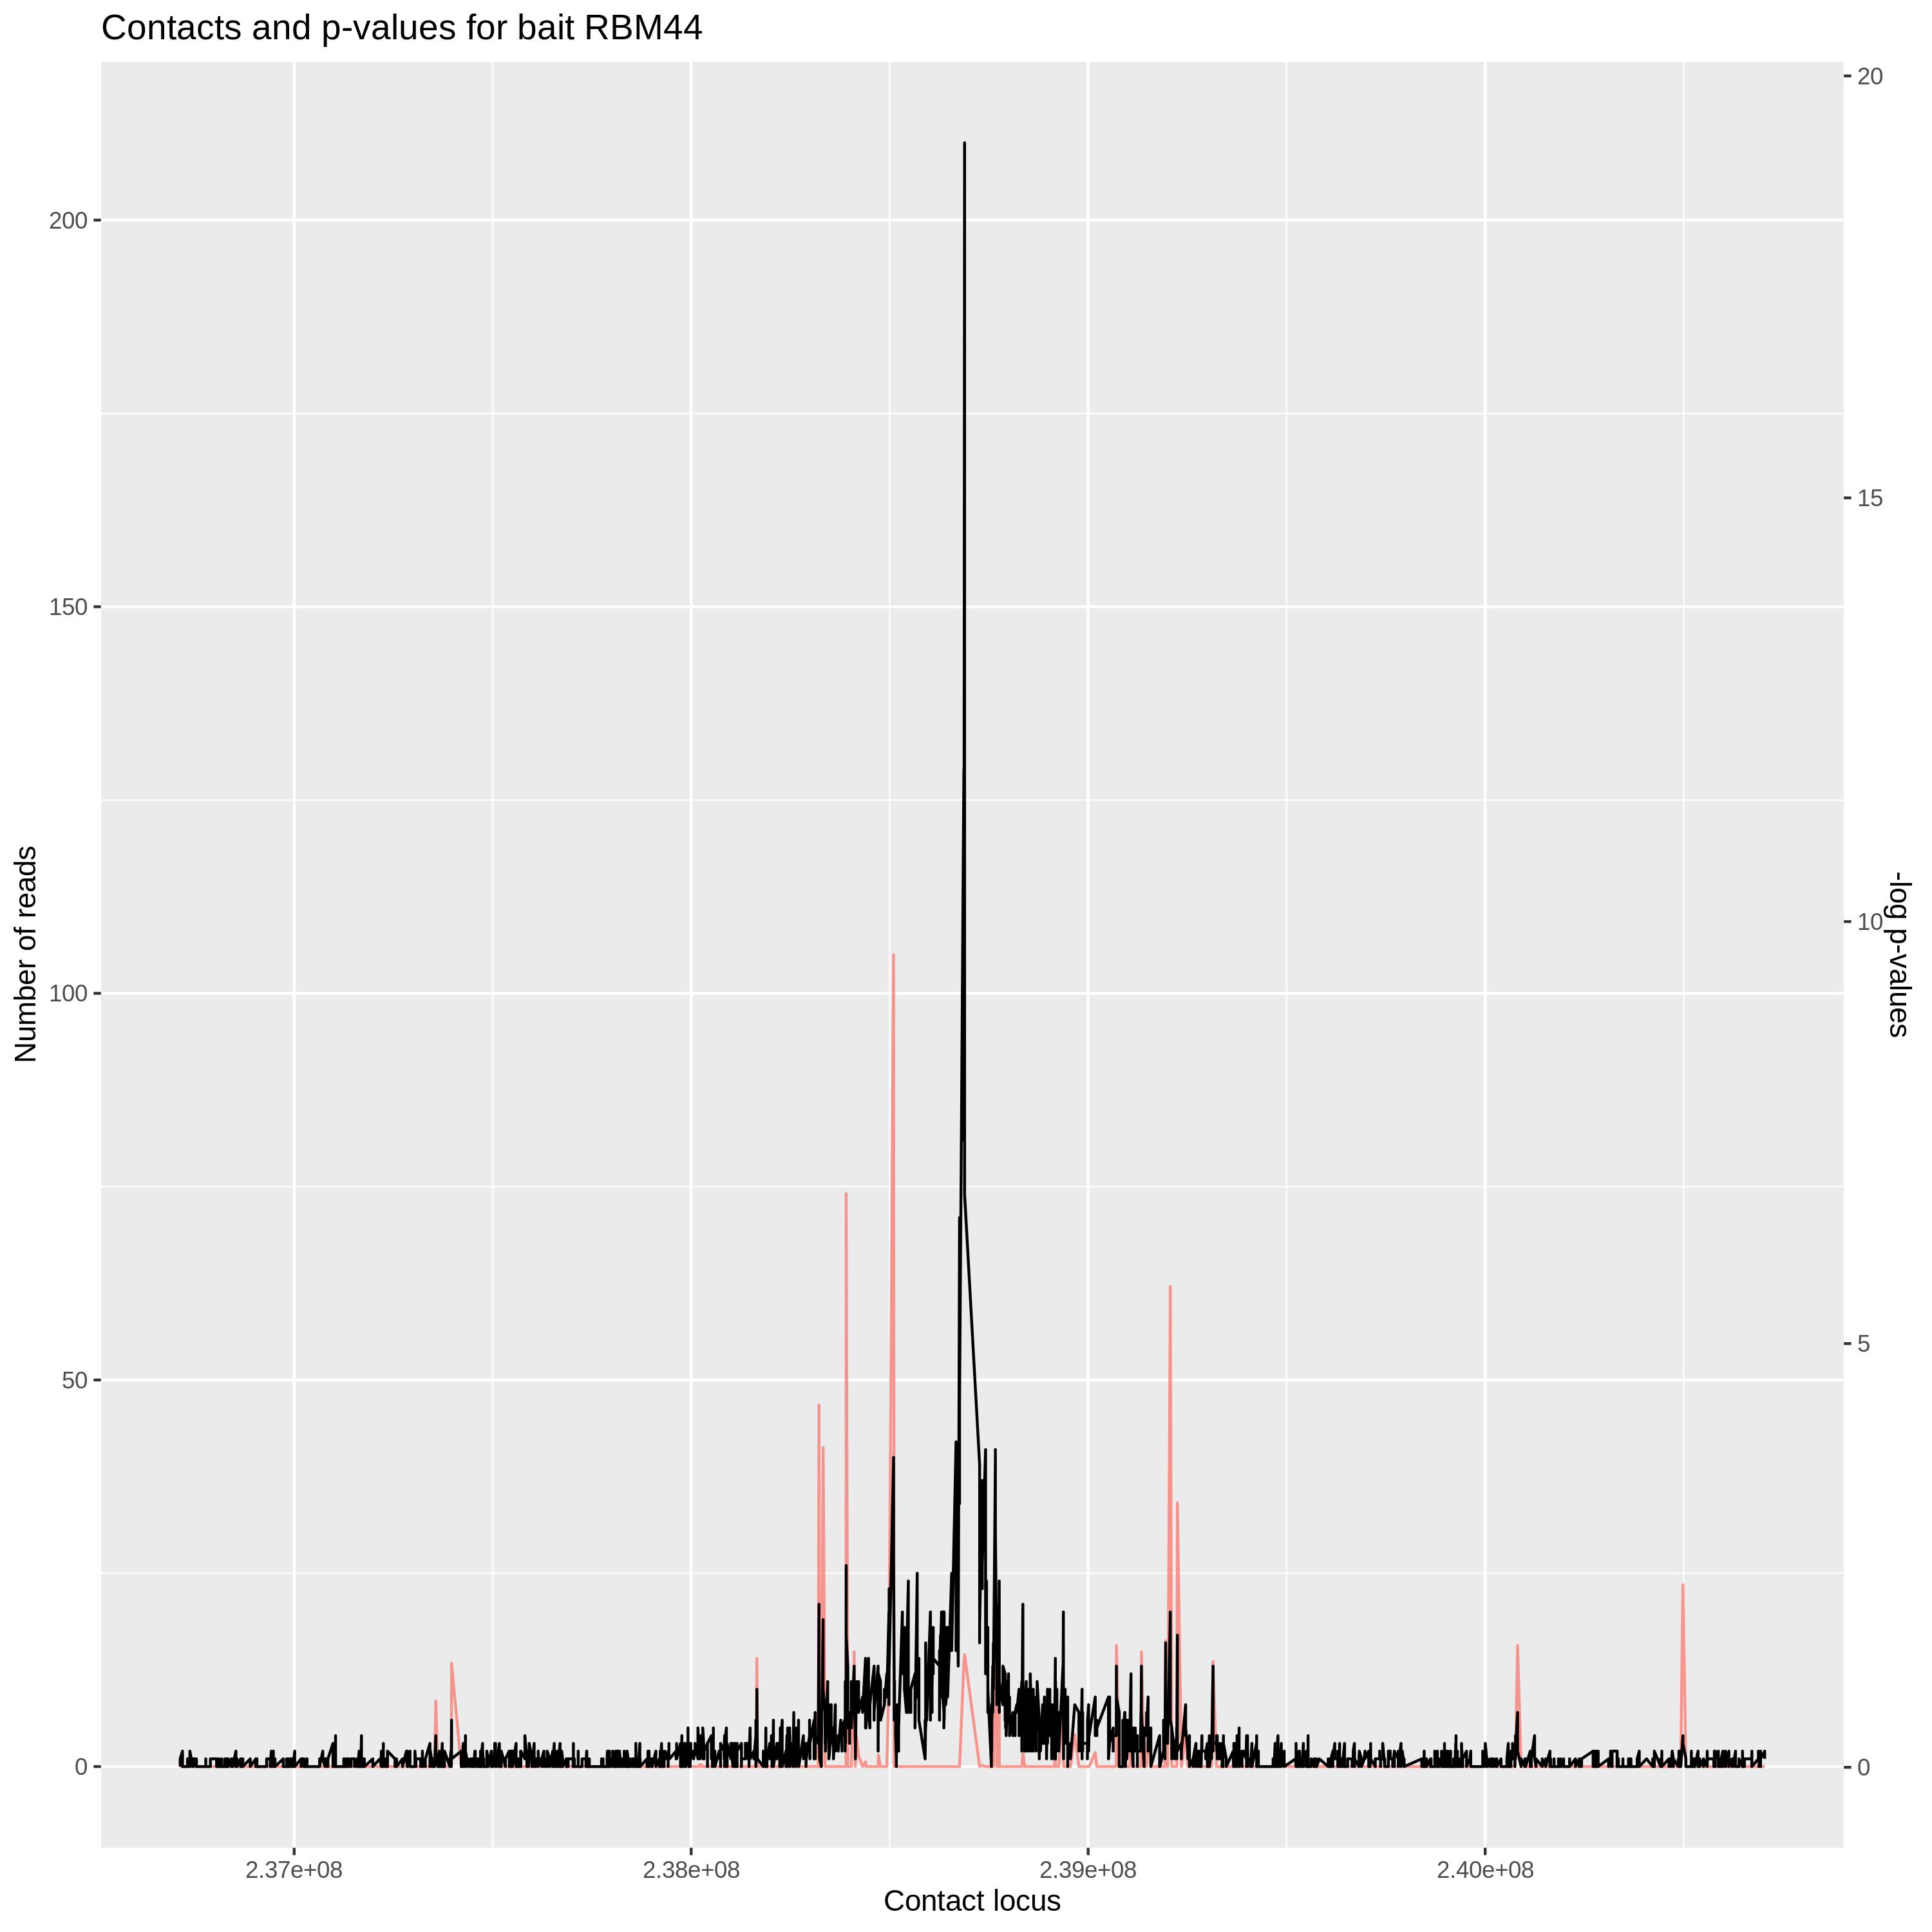 Contacts and p-values for bait RBM44
200
150
100
50
0
20
15
10
5
0
Number of reads
-log p-values
2.37e+08
2.38e+08
2.39e+08
2.40e+08
Contact locus